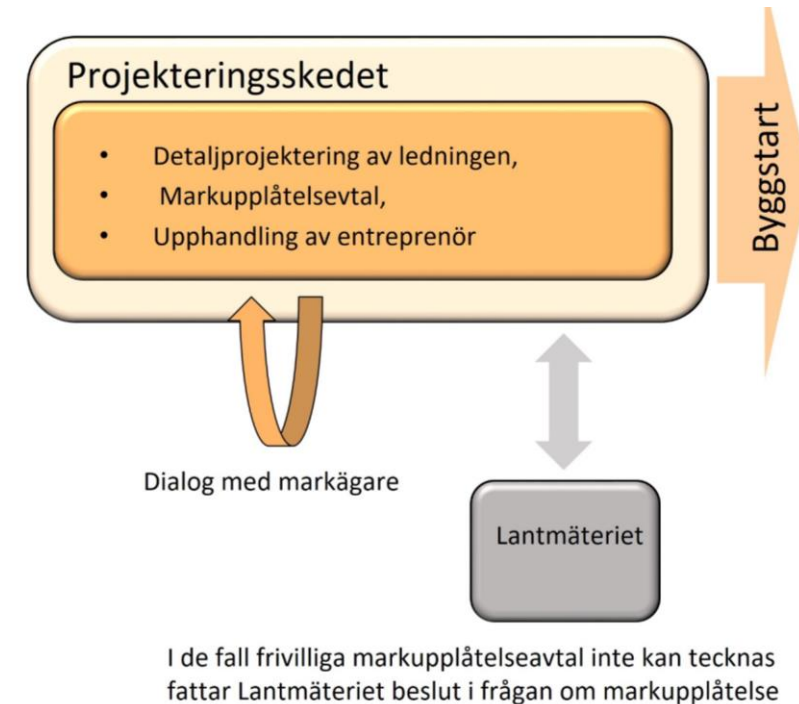 Projekteringsskedet
• Detaljprojektering av ledningen,
• Markupplåtelsevtal,
• Upphandling av entreprenör
Byggstart
Dialog med markägare
Lantmäteriet
I de fall frivilliga markupplåtelseavtal inte kan tecknas
fattar Lantmäteriet beslut i frågan om markupplåtelse